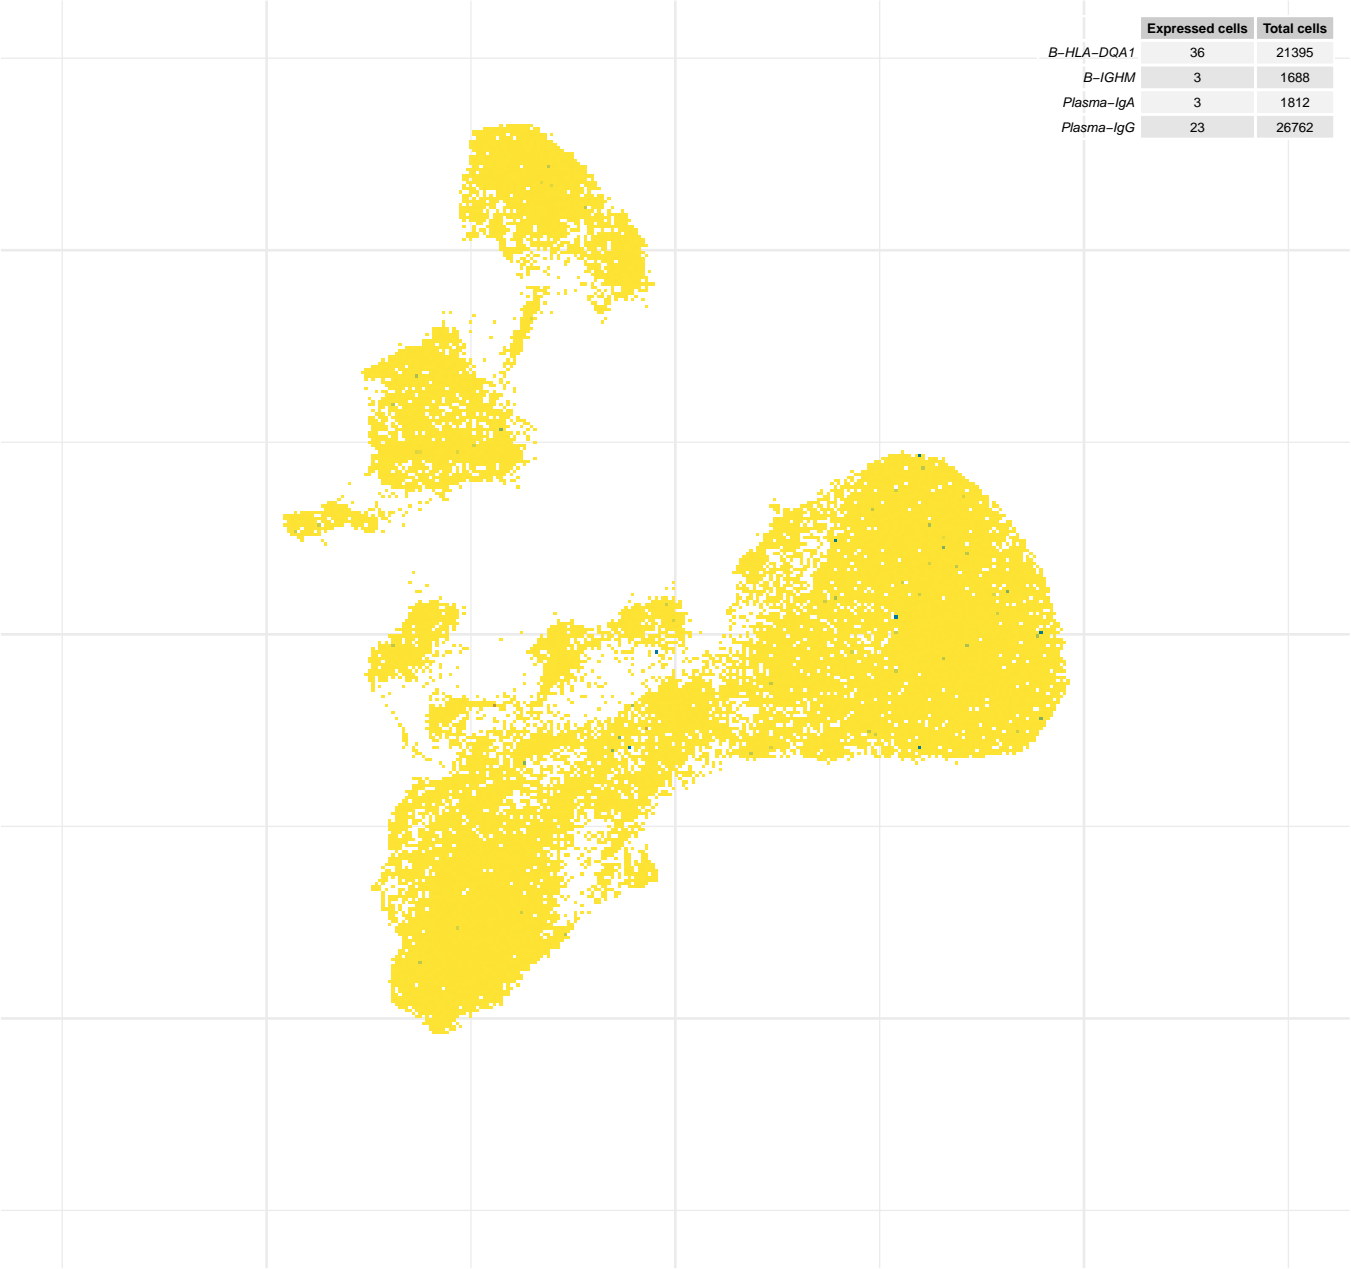 Expressed cells Total cells
B−HLA−DQA1 36 21395
B−IGHM 3 1688
Plasma−IgA 3 1812
Plasma−IgG 23 26762